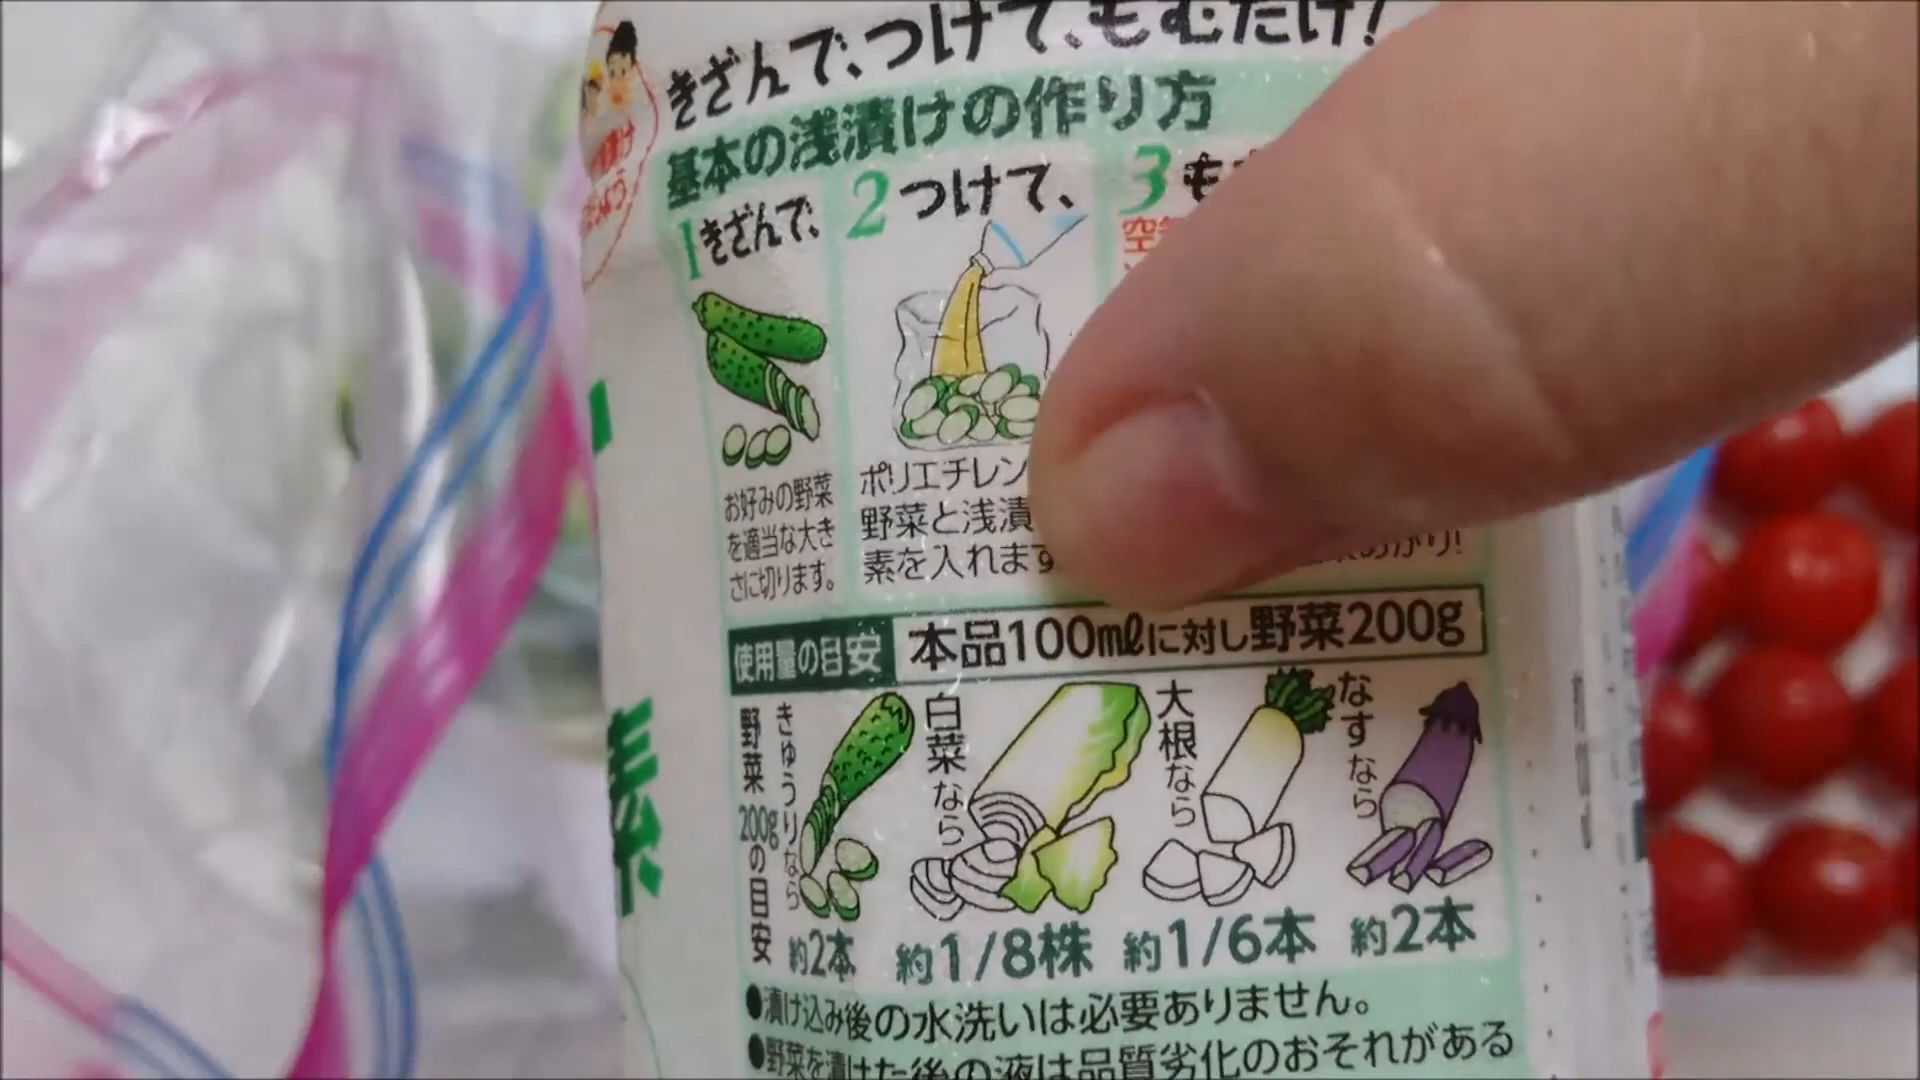 きざんで、つけて、もむだけ!
基本の浅漬けの作り方
1 きざんで、
2 つけて、
3 も
お好みの野菜
を適当な大き
さに切ります。
ポリエチレン
野菜と浅漬
素を入れます
がり!
使用量の目安
本品100mlに対し野菜200g
野菜200gの目安
きゅうりなら
約2本
白菜なら
約1/8株
大根なら
約1/6本
なすなら
約2本
●漬け込み後の水洗いは必要ありません。
●野菜を漬けた後の液は品質劣化のおそれがある
素